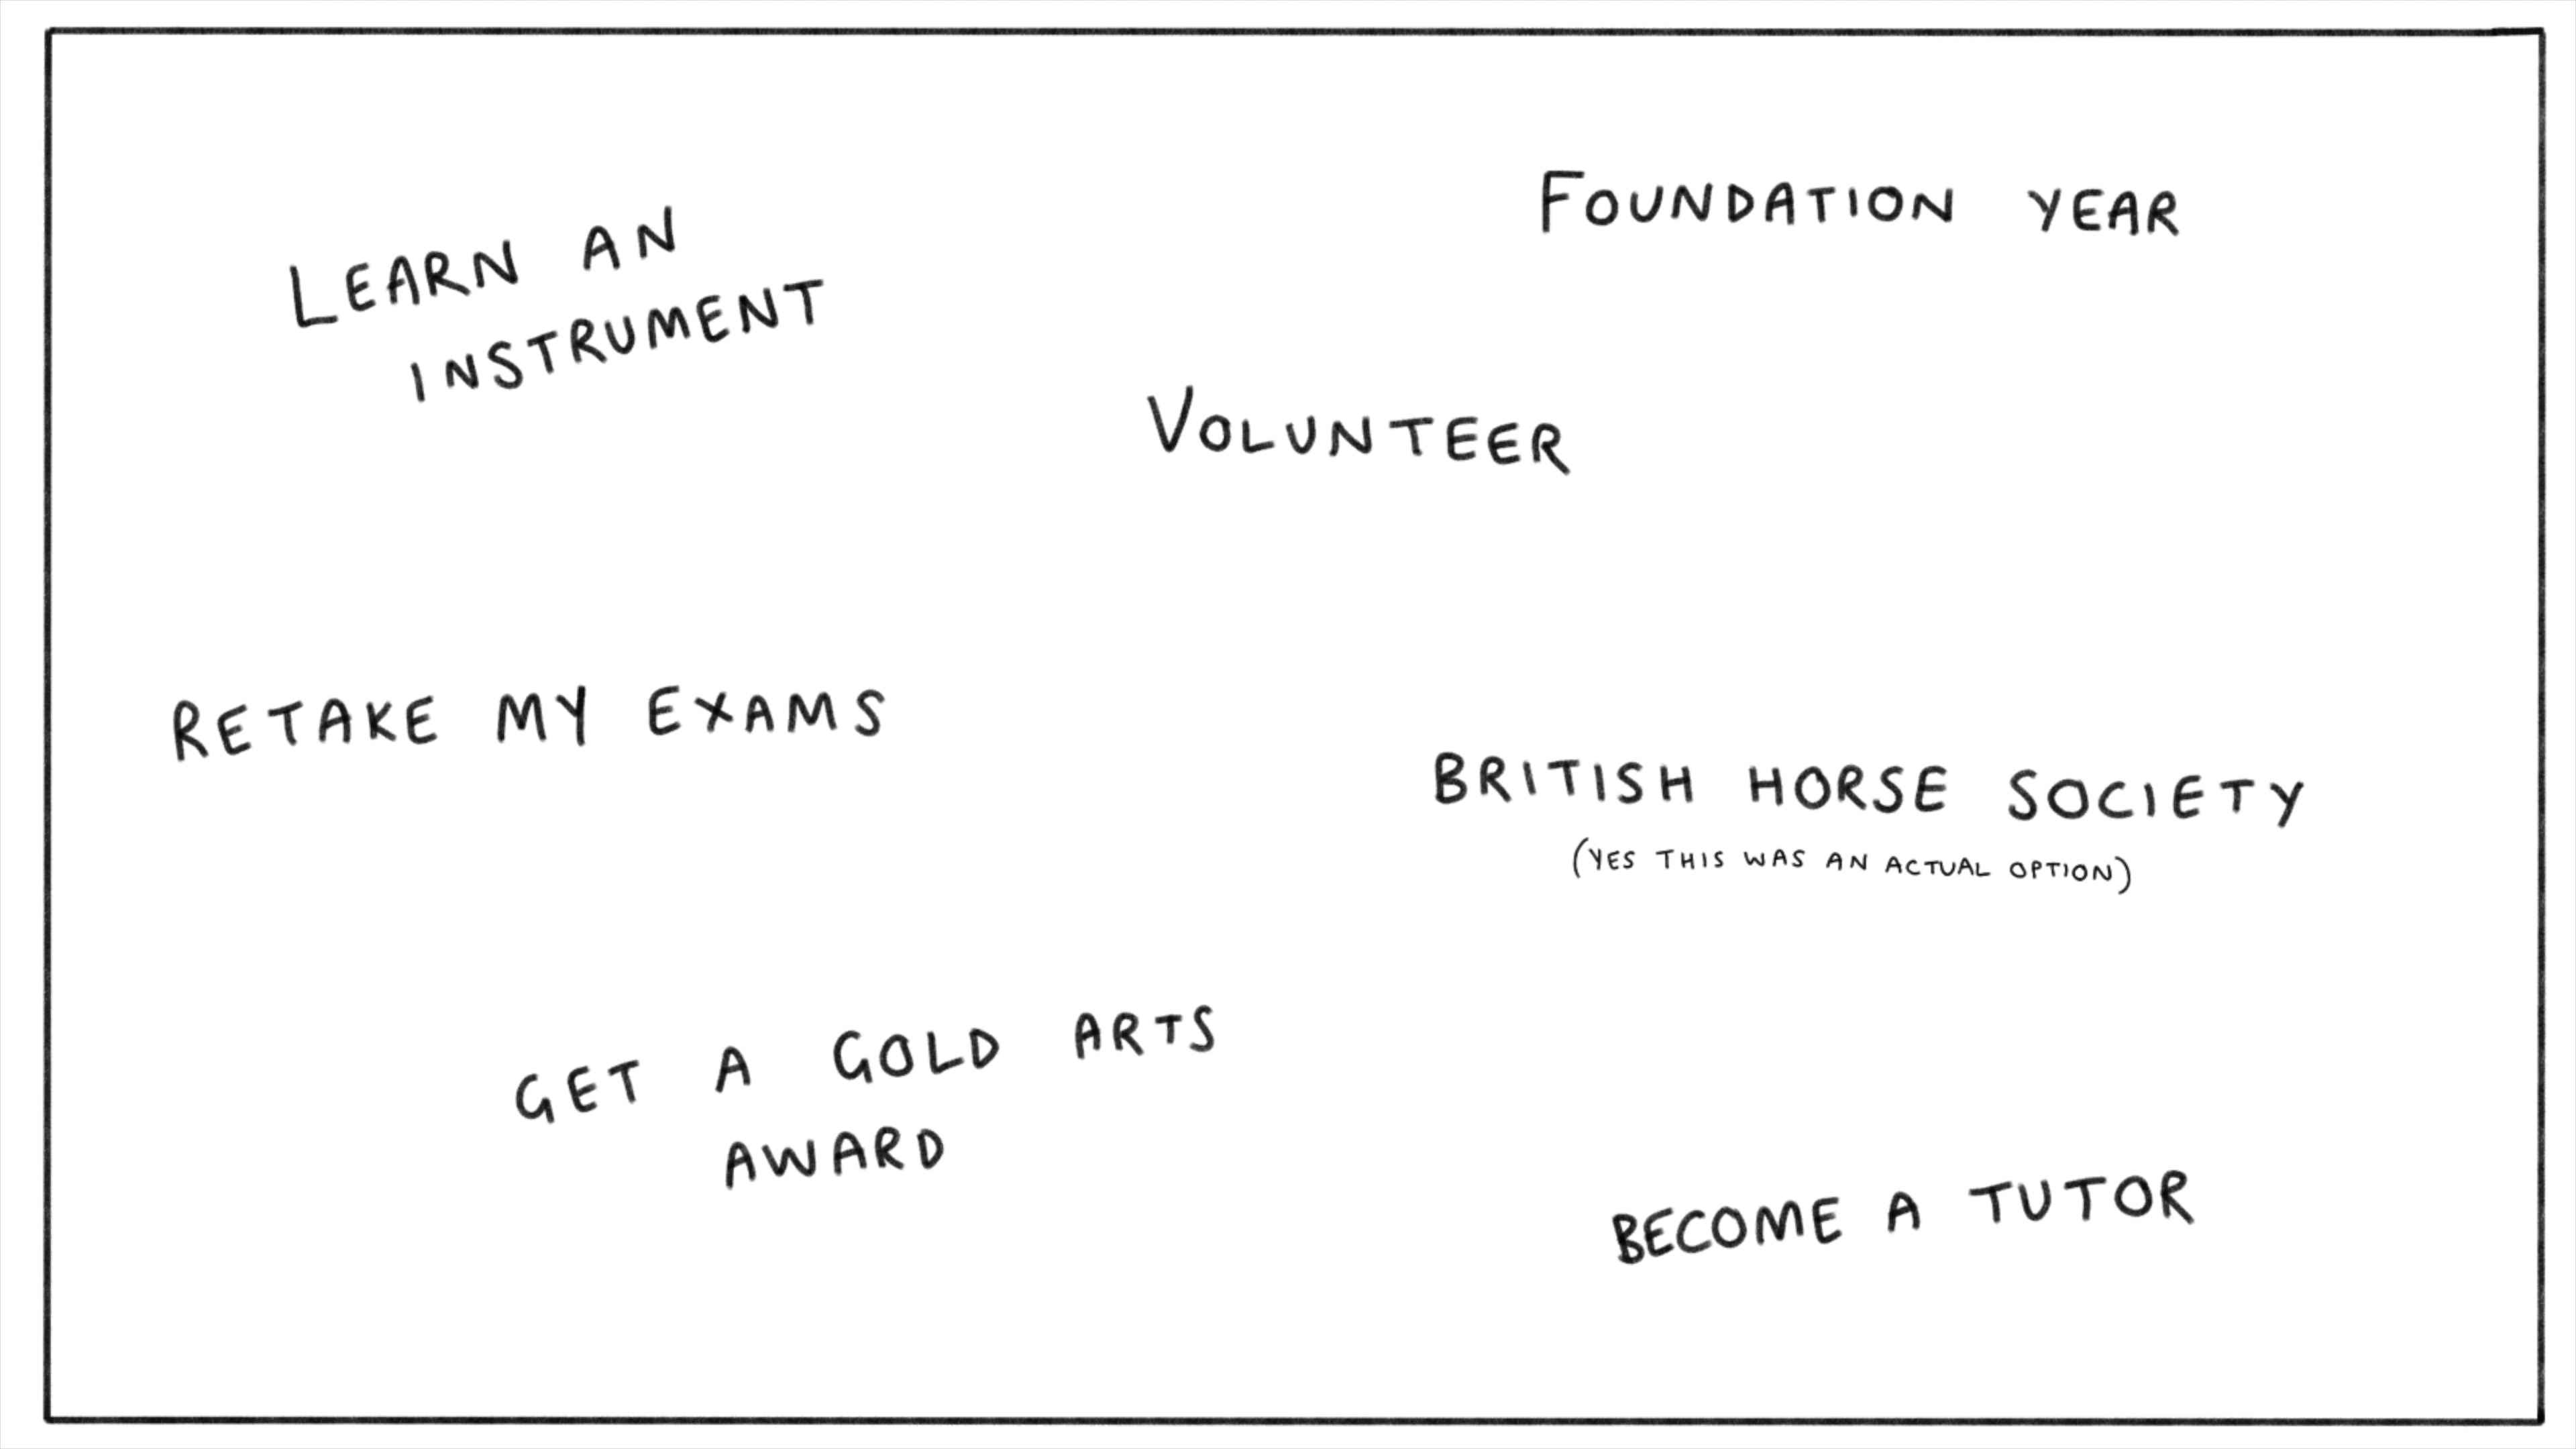 LEARN AN
INSTRUMENT
FOUNDATION YEAR
VOLUNTEER
RETAKE MY EXAMS
BRITISH HORSE SOCIETY
(YES THIS WAS AN ACTUAL OPTION)
GET A GOLD ARTS
AWARD
BECOME A TUTOR